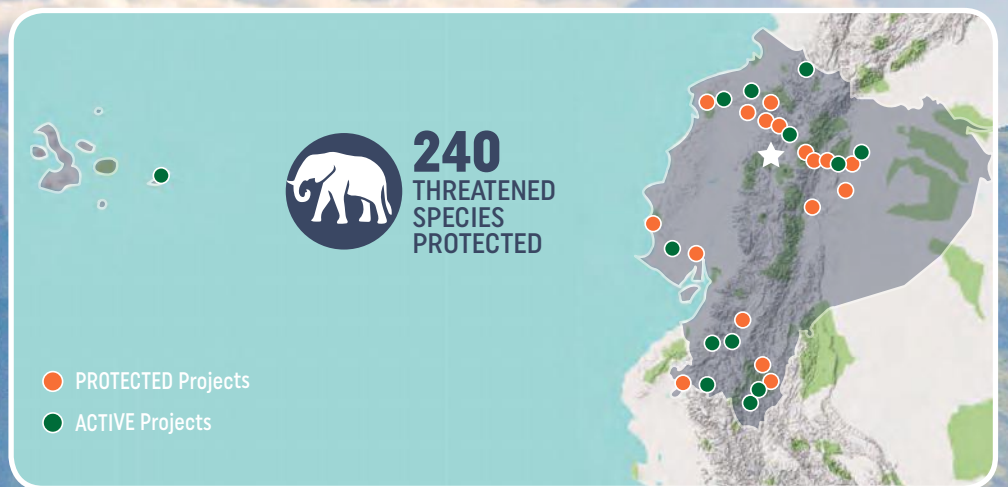 240
THREATENED
SPECIES
PROTECTED
PROTECTED Projects
ACTIVE Projects